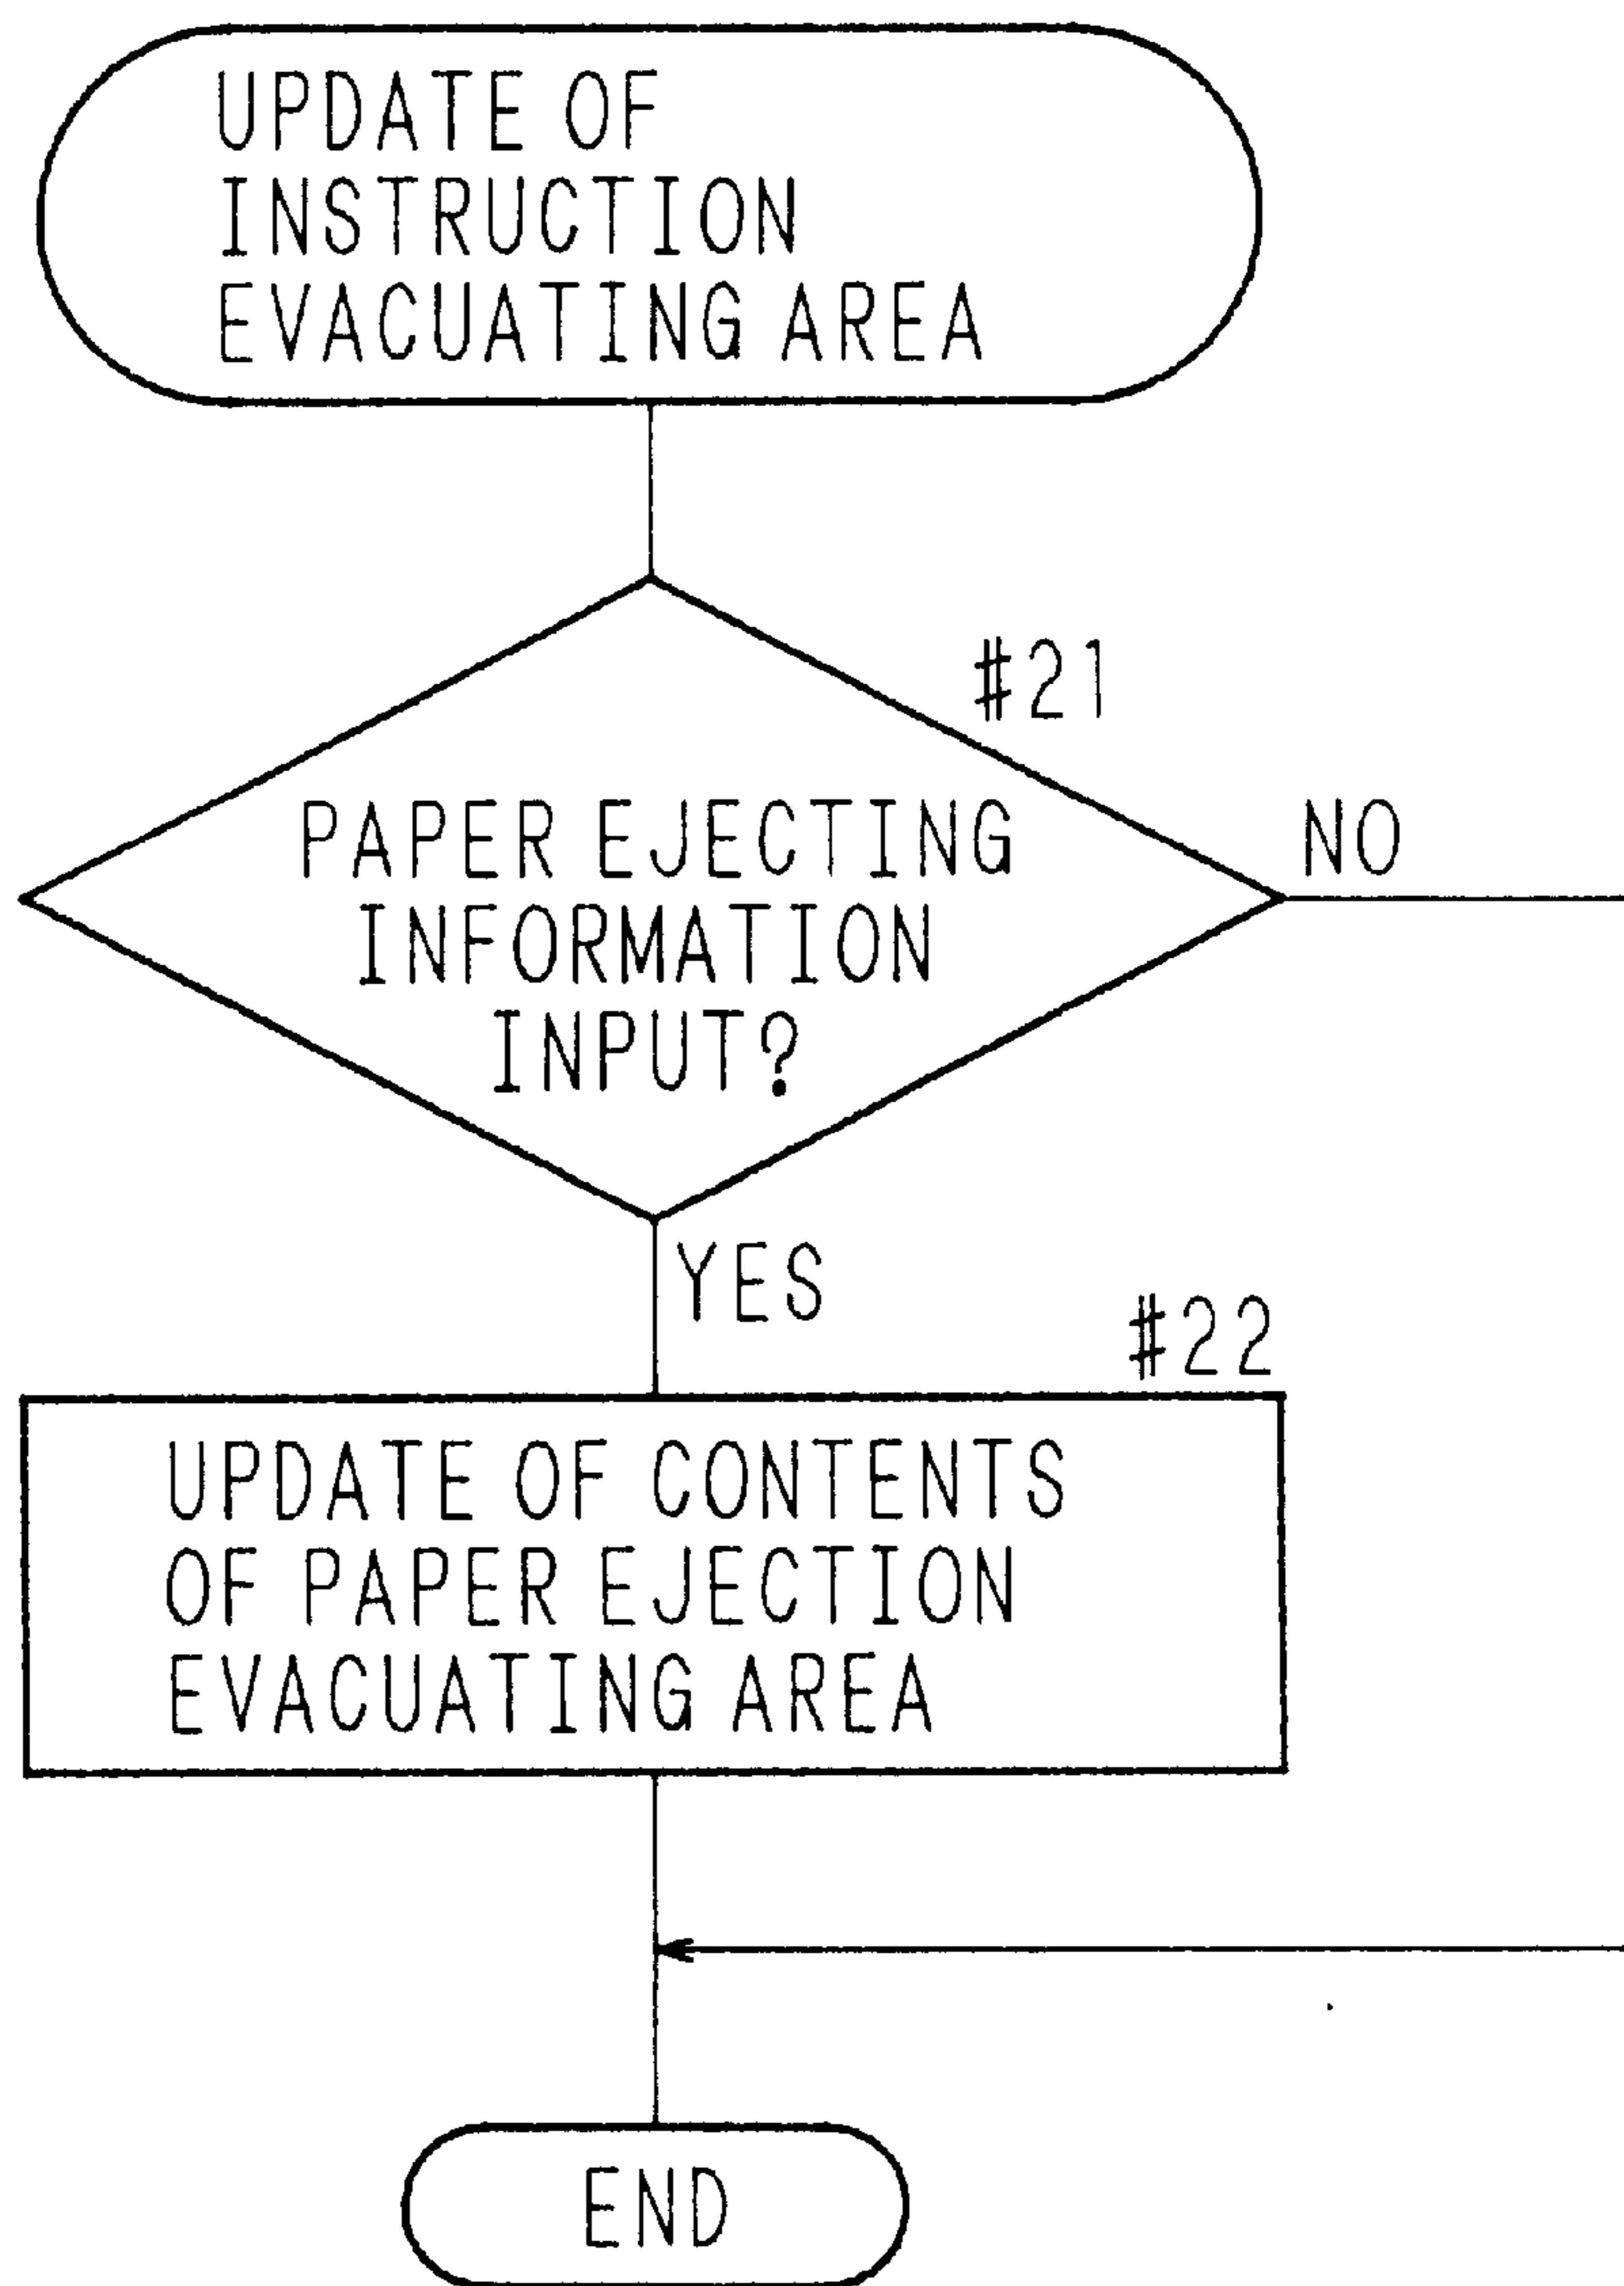 UPDATE OF
INSTRUCTION
EVACUATING AREA
#21
PAPER EJECTING
INFORMATION
INPUT?
NO
YES
#22
UPDATE OF CONTENTS
OF PAPER EJECTION
EVACUATING AREA
END